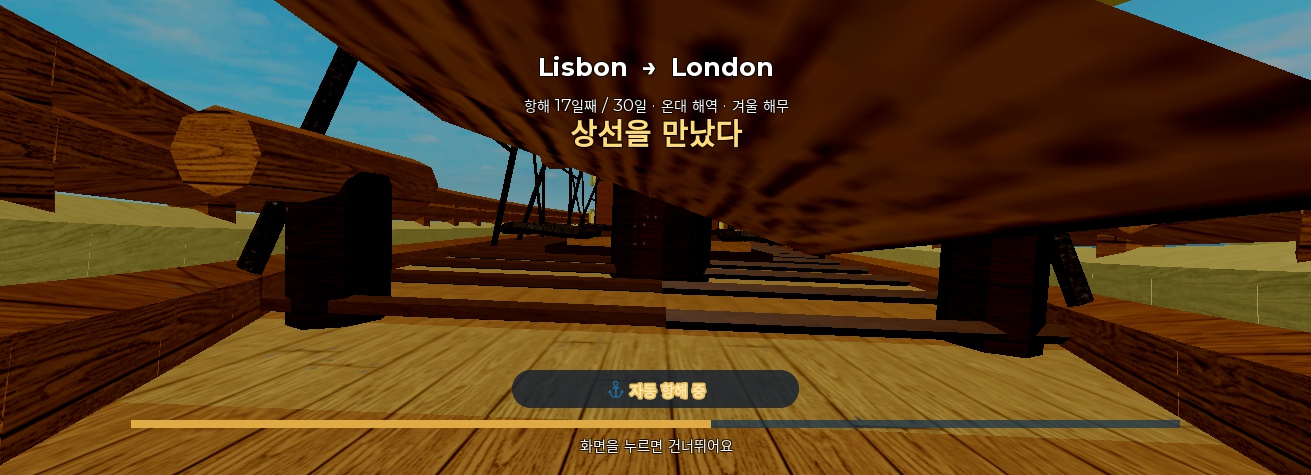 Lisbon → London
항해 17일째 / 30일 · 온대 해역 · 겨울 해무
상선을 만났다
⚓ 자동 항해 중
화면을 누르면 건너뛰어요